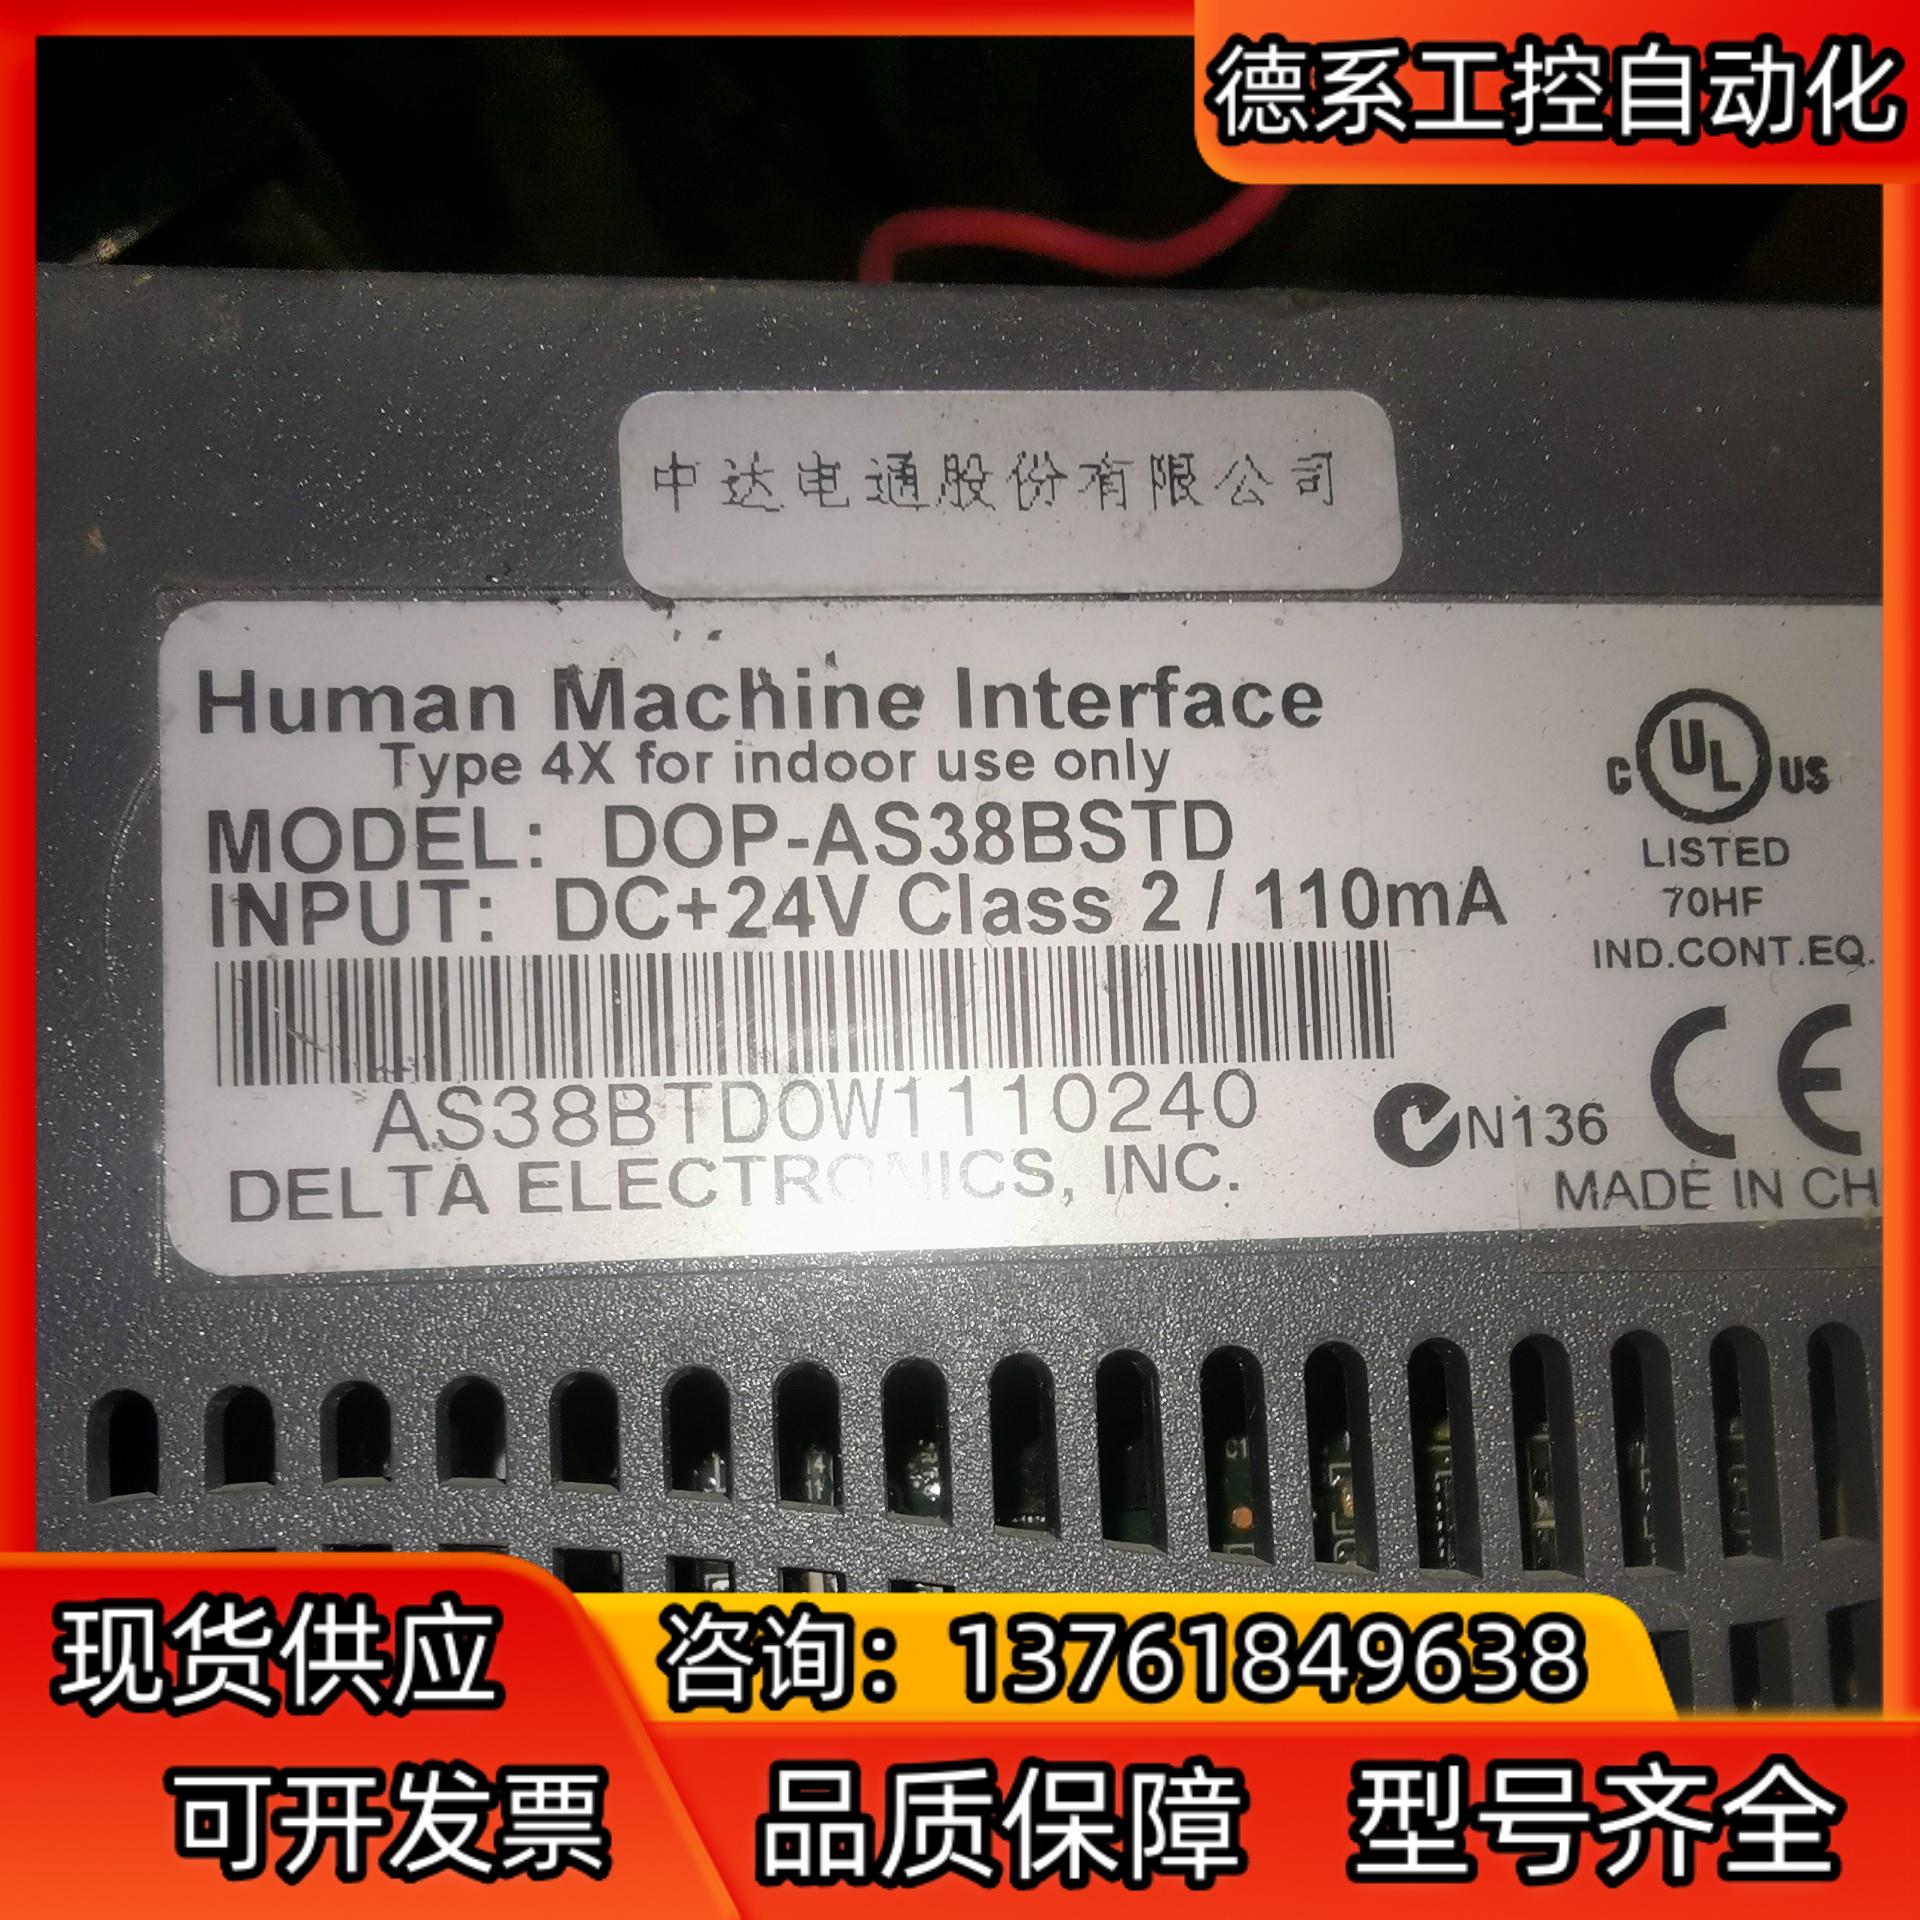 德系工控自动化
中达电通股份有限公司
Human Machine Interface
Type 4X for indoor use only
MODEL: DOP-AS38BSTD
INPUT: DC+24V Class 2 / 110mA
AS38BTD0W1110240
DELTA ELECTRONICS, INC.
C UL US
LISTED
70HF
IND.CONT.EQ.
N136
CE
MADE IN CH
现货供应
咨询：13761849638
可开发票
品质保障 型号齐全